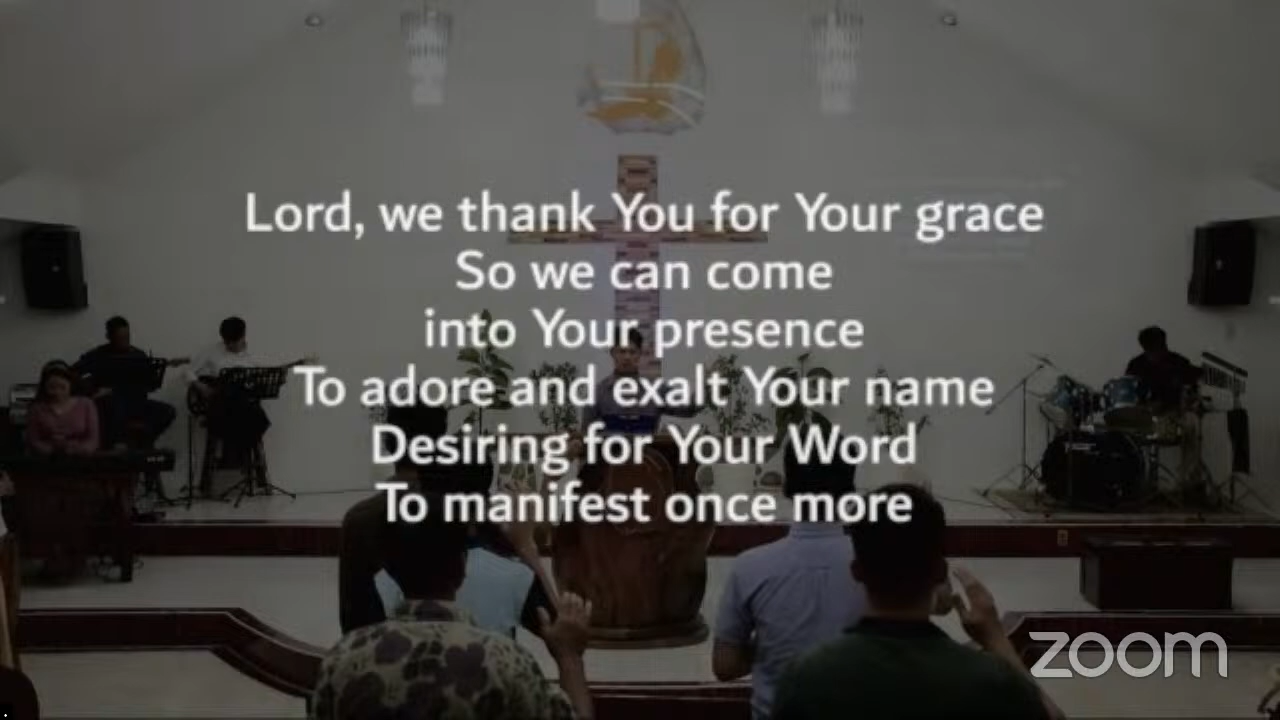 Lord, we thank You for Your grace
So we can come
into Your presence
To adore and exalt Your name
Desiring for Your Word
To manifest once more
zoom